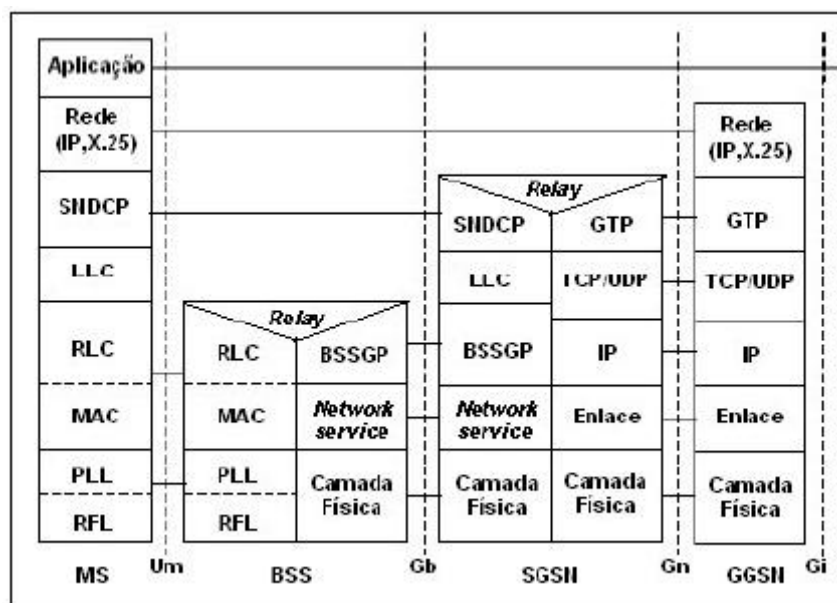 Aplicação
Rede
(IP,X.25)
SNDCP
LLC
RLC
MAC
PLL
RFL
MS
Um
Relay
RLC
BSSGP
MAC
Network
service
PLL
RFL
Camada
Física
BSS
Gb
Relay
SNDCP
GTP
LLC
TCP/UDP
BSSGP
IP
Network
service
Enlace
Camada
Física
Camada
Física
SGSN
Gn
Rede
(IP,X.25)
GTP
TCP/UDP
IP
Enlace
Camada
Física
GGSN
Gi